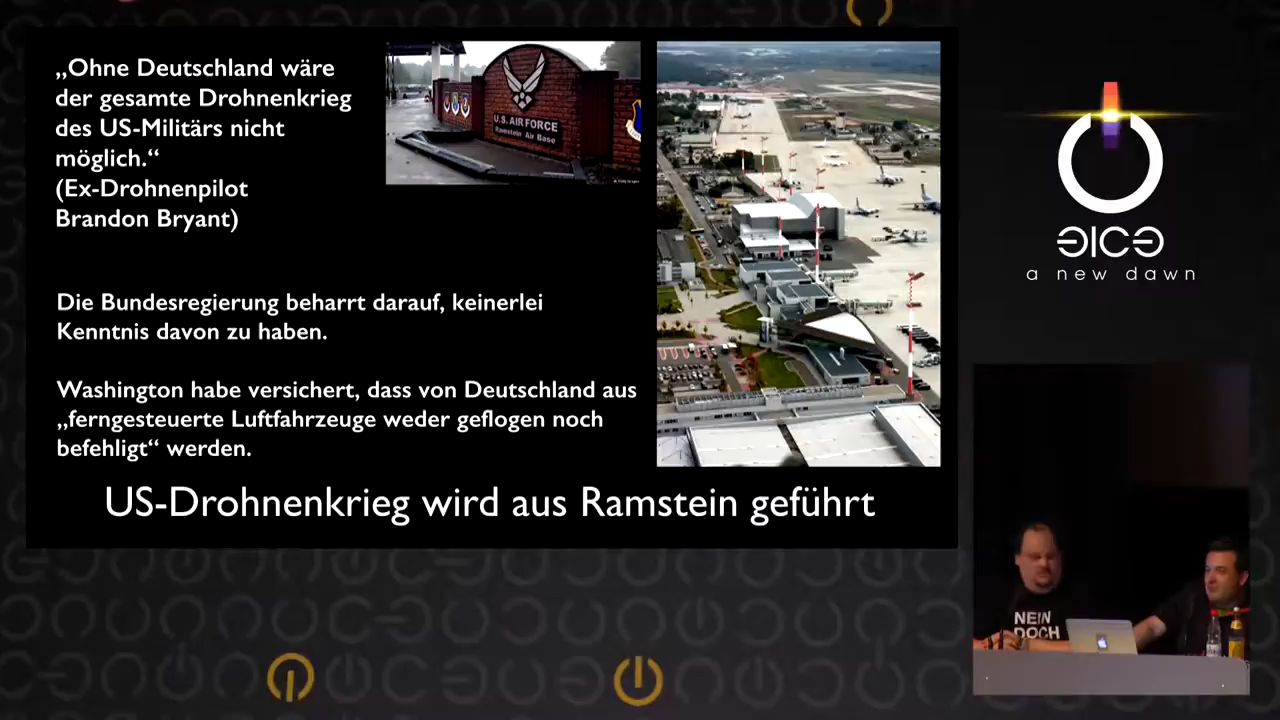 „Ohne Deutschland wäre
der gesamte Drohnenkrieg
des US-Militärs nicht
möglich.“
(Ex-Drohnenpilot
Brandon Bryant)
U.S. AIR FORCE
Ramstein Air Base
Die Bundesregierung beharrt darauf, keinerlei
Kenntnis davon zu haben.
Washington habe versichert, dass von Deutschland aus
„ferngesteuerte Luftfahrzeuge weder geflogen noch
befehligt“ werden.
US-Drohnenkrieg wird aus Ramstein geführt
a new dawn
NEIN
DOCH